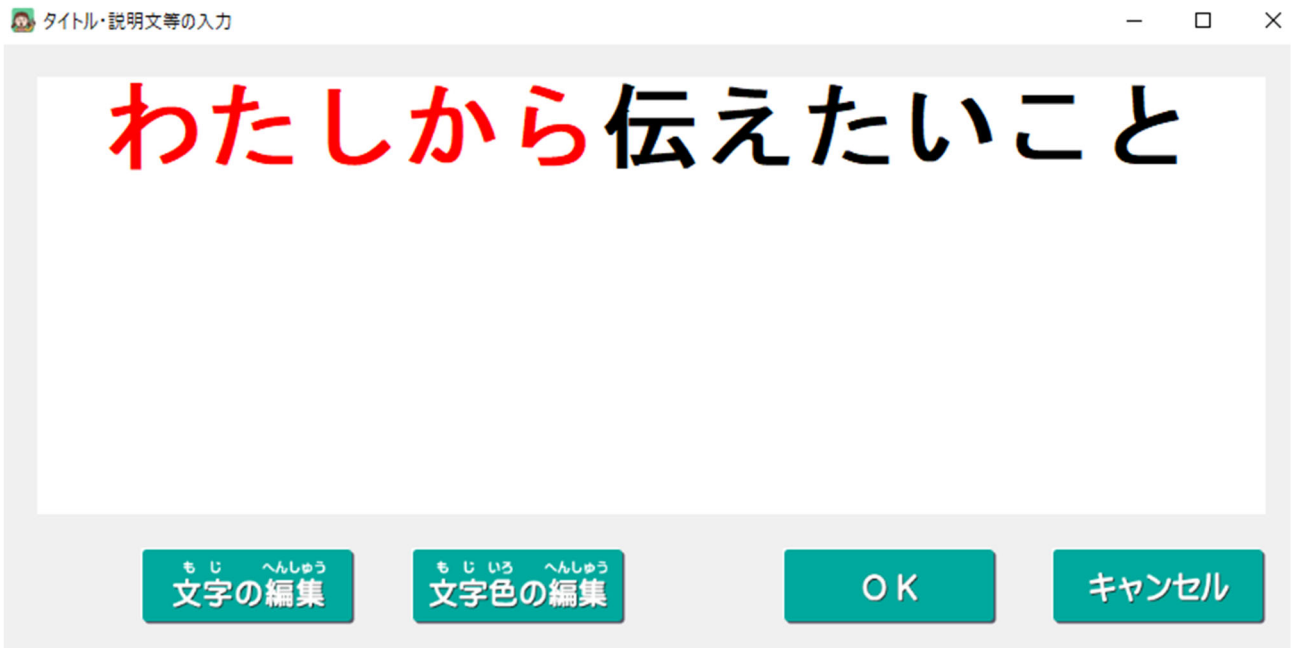 タイトル・説明文等の入力
わたしから伝えたいこと
もじ へんしゅう
文字の編集
もじいろ へんしゅう
文字色の編集
OK
キャンセル